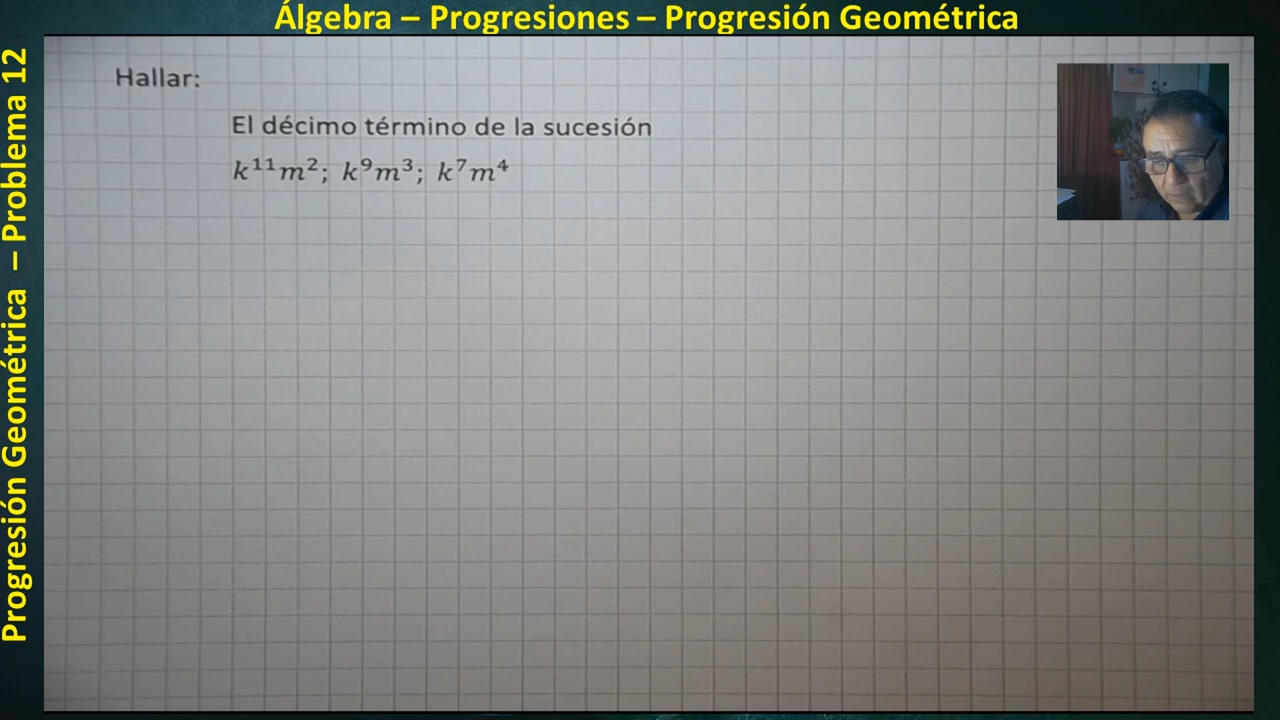 Álgebra – Progresiones – Progresión Geométrica
Progresión Geométrica – Problema 12
Hallar:
El décimo término de la sucesión
k¹¹m²; k⁹m³; k⁷m⁴